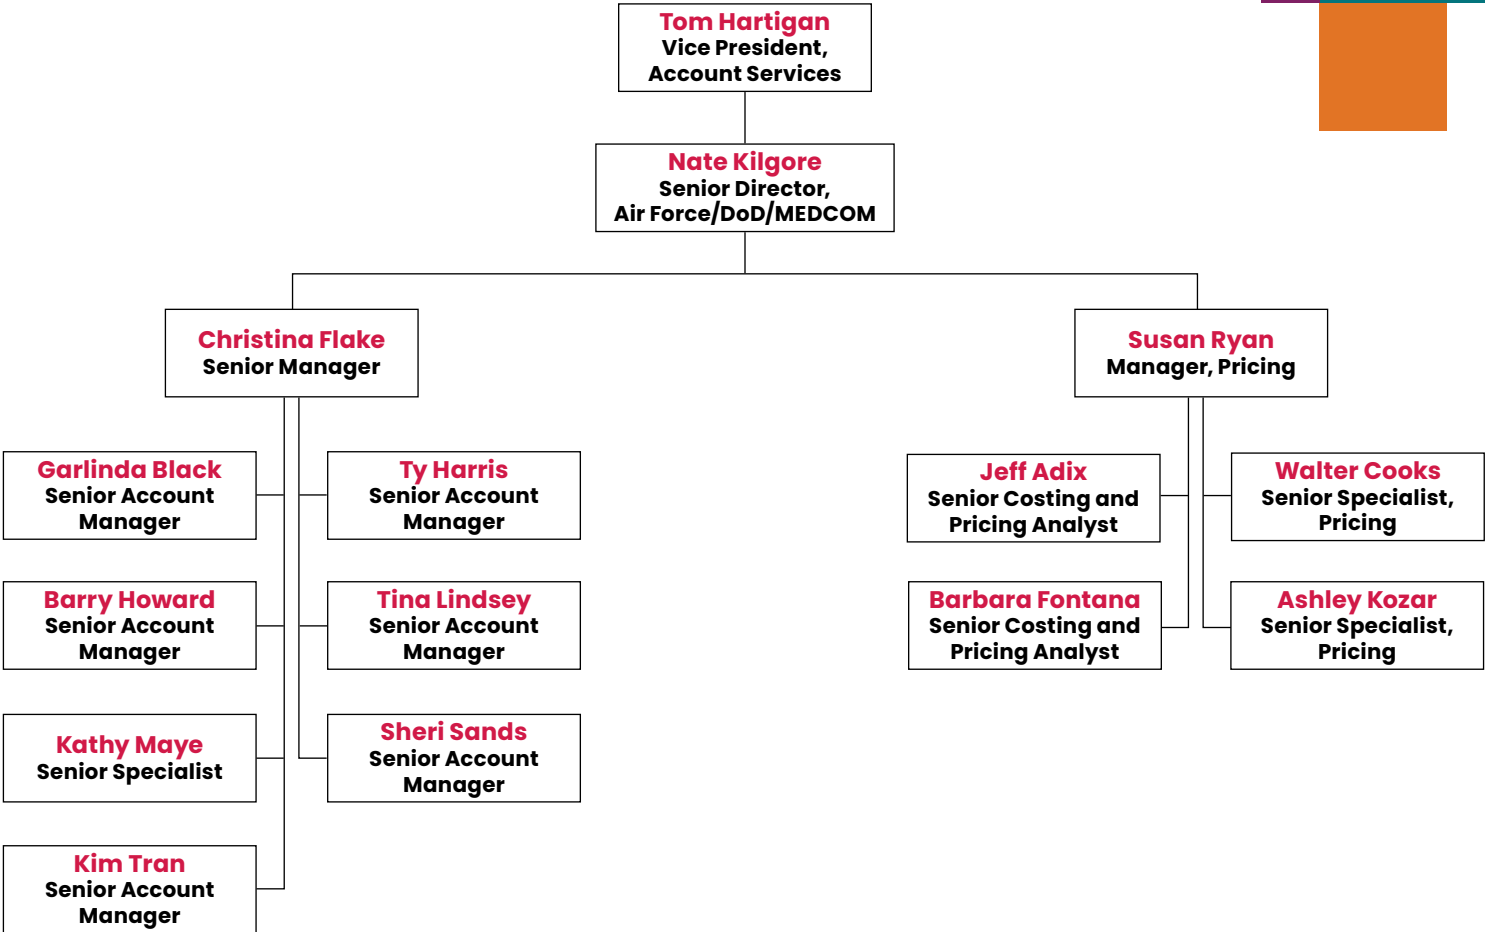 Tom Hartigan
Vice President,
Account Services
Nate Kilgore
Senior Director,
Air Force/DoD/MEDCOM
Christina Flake
Senior Manager
Susan Ryan
Manager, Pricing
Garlinda Black
Senior Account
Manager
Ty Harris
Senior Account
Manager
Jeff Adix
Senior Costing and
Pricing Analyst
Walter Cooks
Senior Specialist,
Pricing
Barry Howard
Senior Account
Manager
Tina Lindsey
Senior Account
Manager
Barbara Fontana
Senior Costing and
Pricing Analyst
Ashley Kozar
Senior Specialist,
Pricing
Kathy Maye
Senior Specialist
Sheri Sands
Senior Account
Manager
Kim Tran
Senior Account
Manager